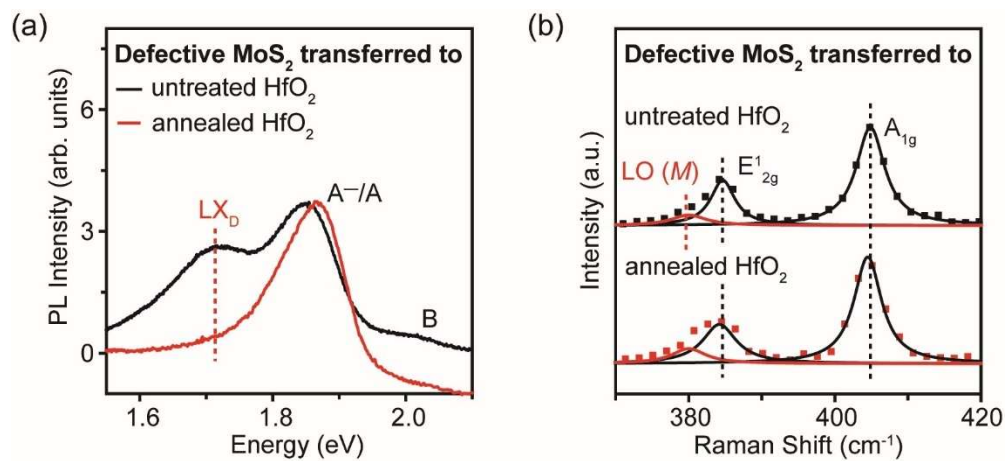 (a)
Defective MoS₂ transferred to
untreated HfO₂
annealed HfO₂
LX_D
A⁻/A
B
PL Intensity (arb. units)
6
3
0
1.6
1.8
2.0
Energy (eV)
(b)
Defective MoS₂ transferred to
untreated HfO₂
A₁g
LO (M)
E¹₂g
annealed HfO₂
Intensity (a.u.)
380
400
420
Raman Shift (cm⁻¹)